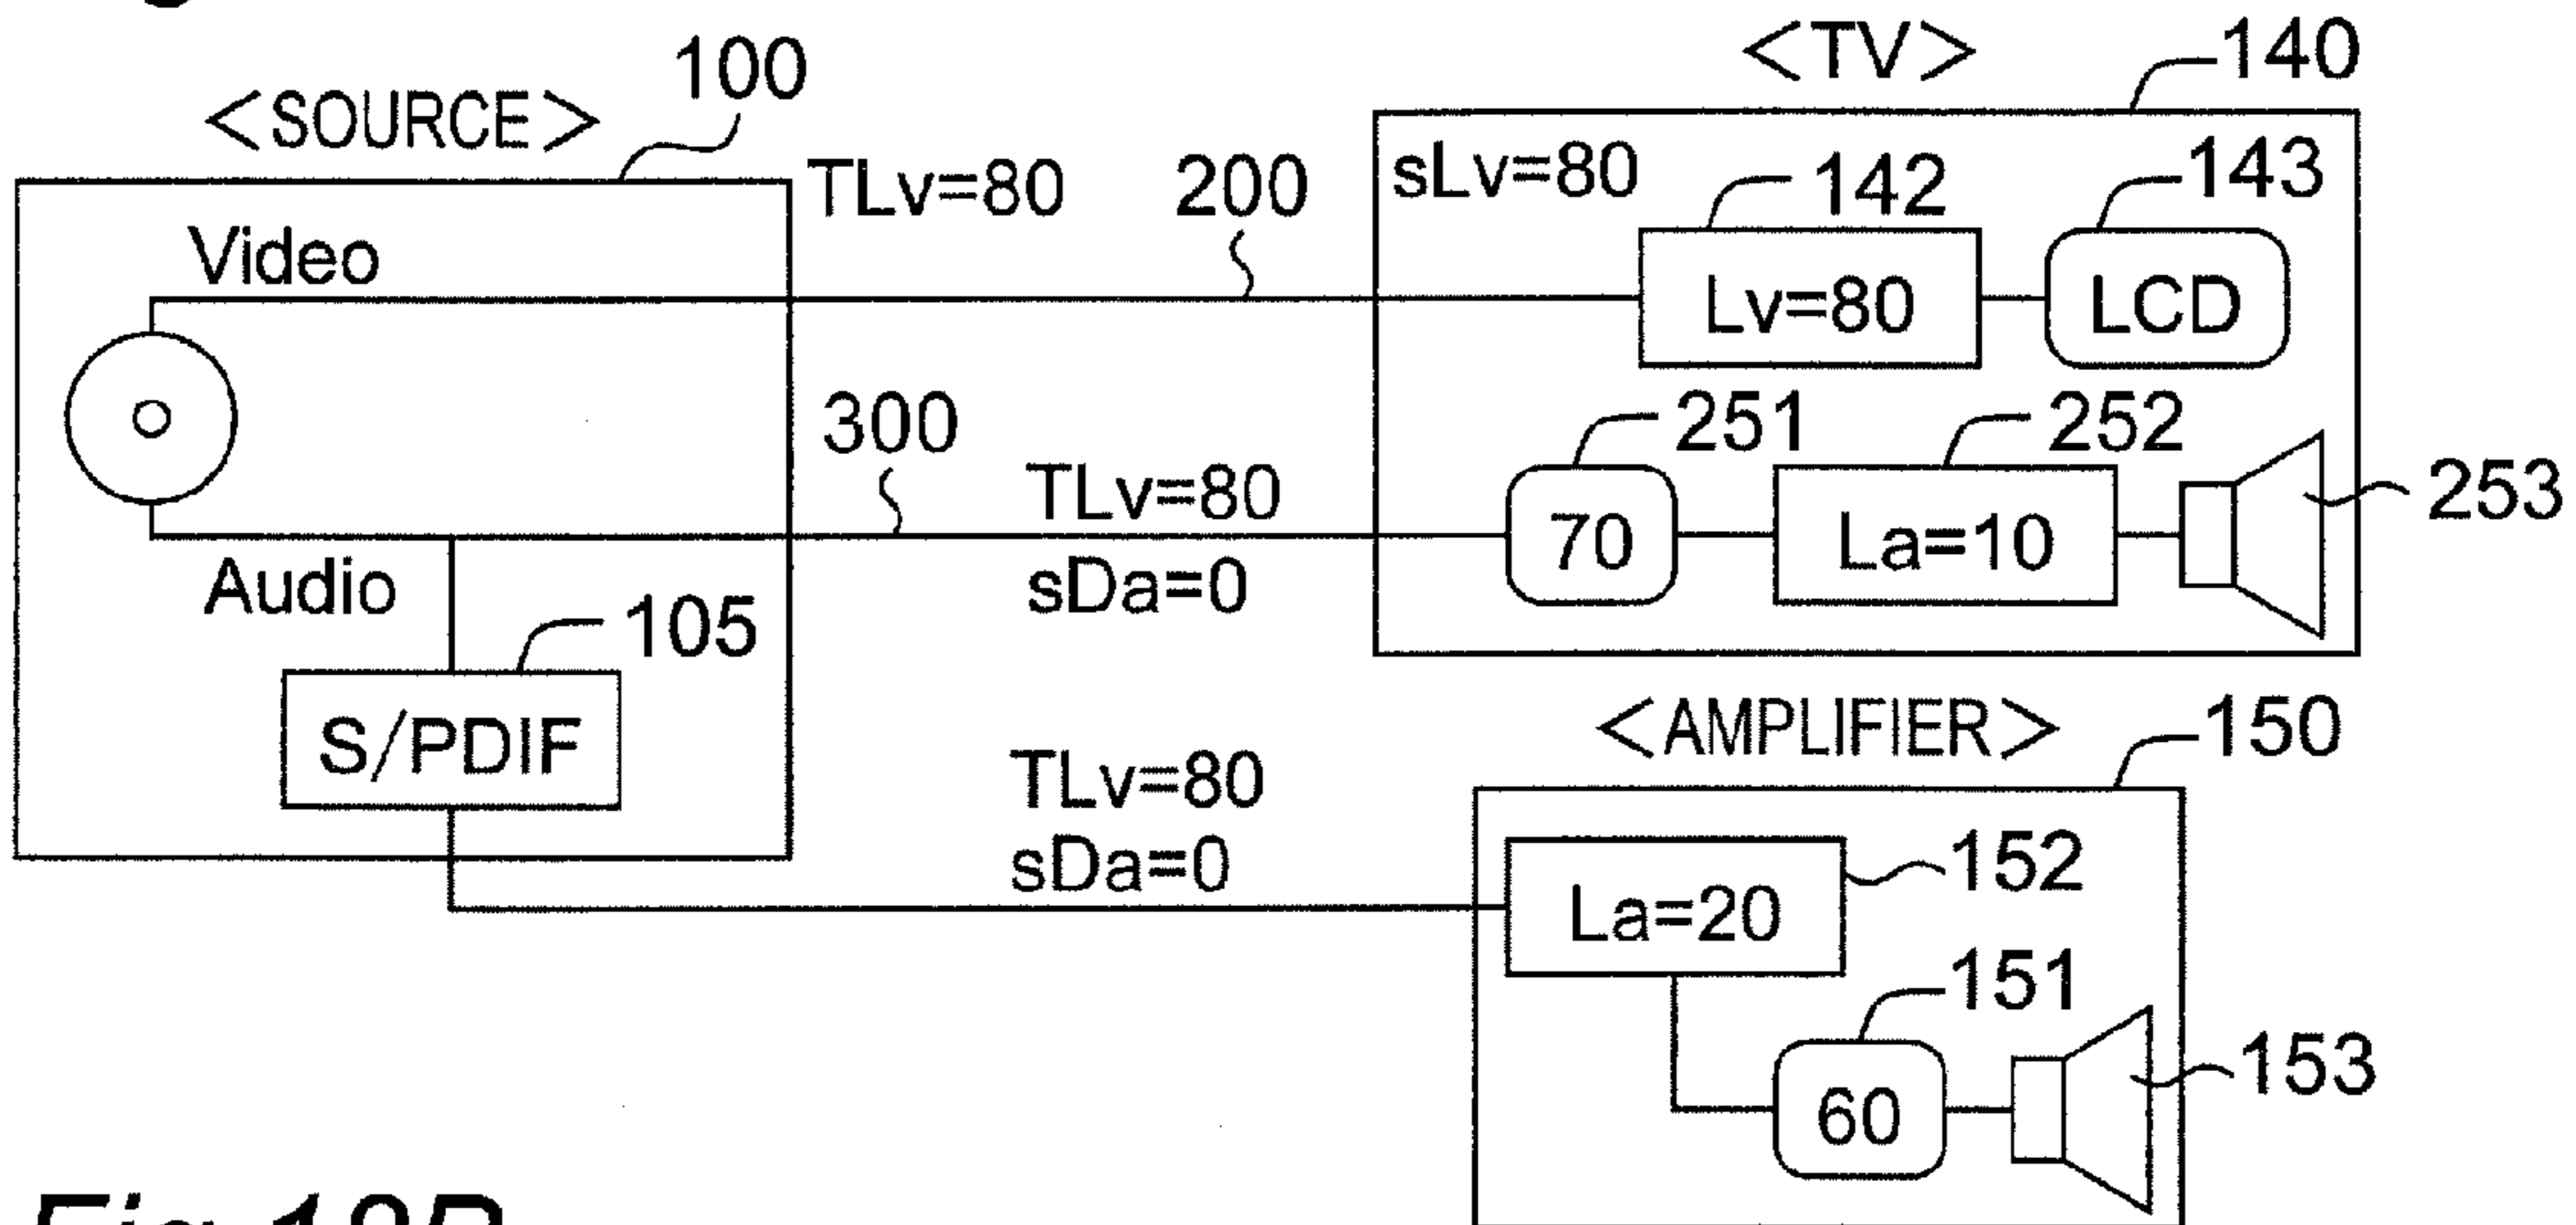 <TV>
140
100
<SOURCE>
TLv=80
200
sLv=80
142
143
Video
Lv=80
LCD
300
TLv=80
sDa=0
251
252
253
70
La=10
Audio
105
S/PDIF
<AMPLIFIER>
150
TLv=80
sDa=0
152
La=20
151
60
153